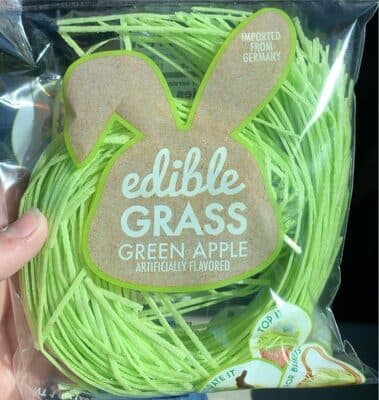 IMPORTED
FROM
GERMANY
edible
GRASS
GREEN APPLE
ARTIFICIALLY FLAVORED
TOP IT